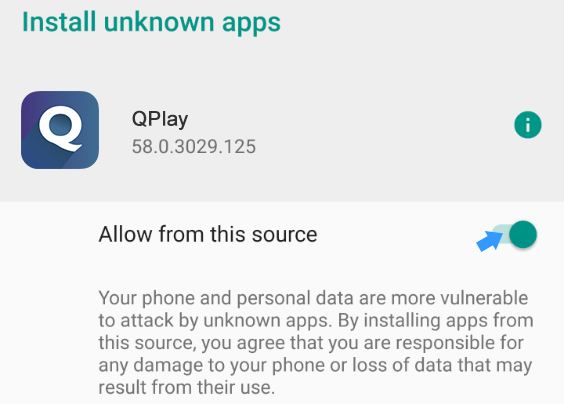 Install unknown apps
Q
QPlay
58.0.3029.125
i
Allow from this source
Your phone and personal data are more vulnerable
to attack by unknown apps. By installing apps from
this source, you agree that you are responsible for
any damage to your phone or loss of data that may
result from their use.